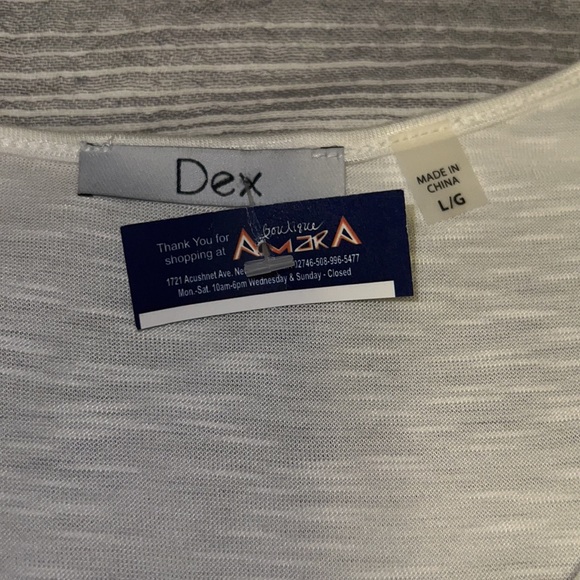 Dex
MADE IN
CHINA
L/G
Thank You for
shopping at
boutique
AMARA
1721 Acushnet Ave. Ne 02746-508-996-5477
Mon.-Sat. 10am-6pm Wednesday & Sunday - Closed